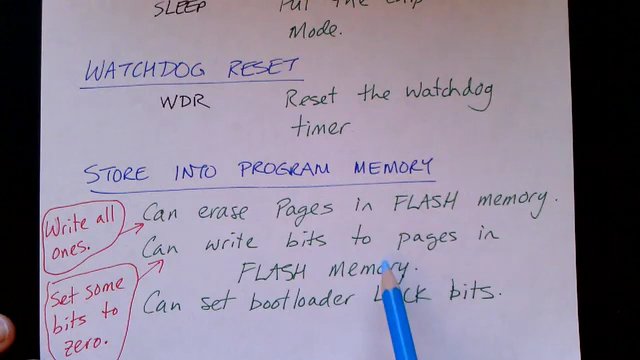 SLEEP Put the chip
Mode.
WATCHDOG RESET
WDR Reset the Watchdog
timer
STORE INTO PROGRAM MEMORY
Write all
ones.
Can erase Pages in FLASH memory.
Can write bits to pages in
FLASH Memory.
Set some
bits to
zero.
Can set bootloader bits.